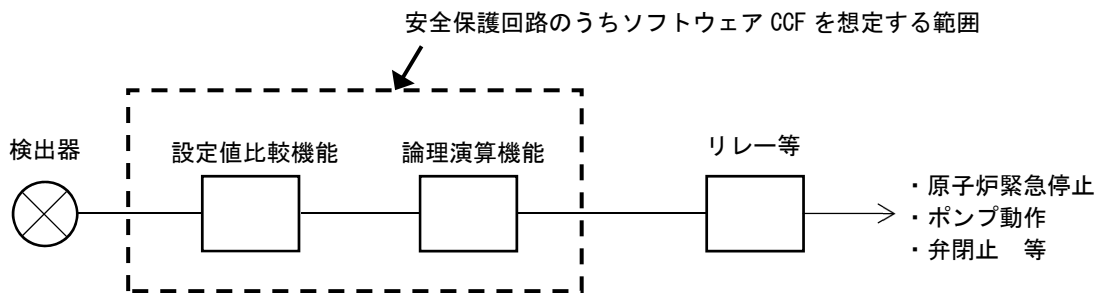 安全保護回路のうちソフトウェア CCF を想定する範囲
検出器
設定値比較機能
論理演算機能
リレー等
・原子炉緊急停止
・ポンプ動作
・弁閉止　等